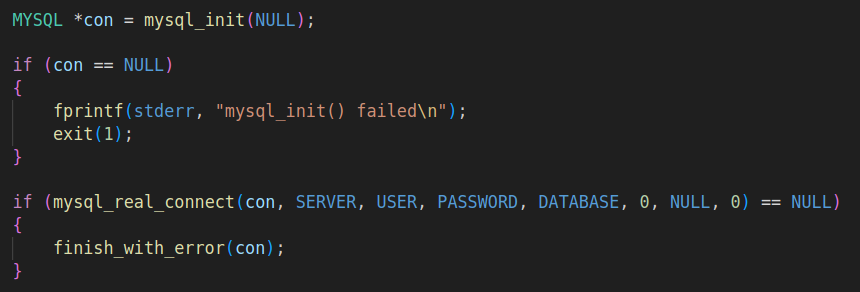 MYSQL *con = mysql_init(NULL);
if (con == NULL)
{
fprintf(stderr, "mysql_init() failed\n");
exit(1);
}
if (mysql_real_connect(con, SERVER, USER, PASSWORD, DATABASE, 0, NULL, 0) == NULL)
{
finish_with_error(con);
}